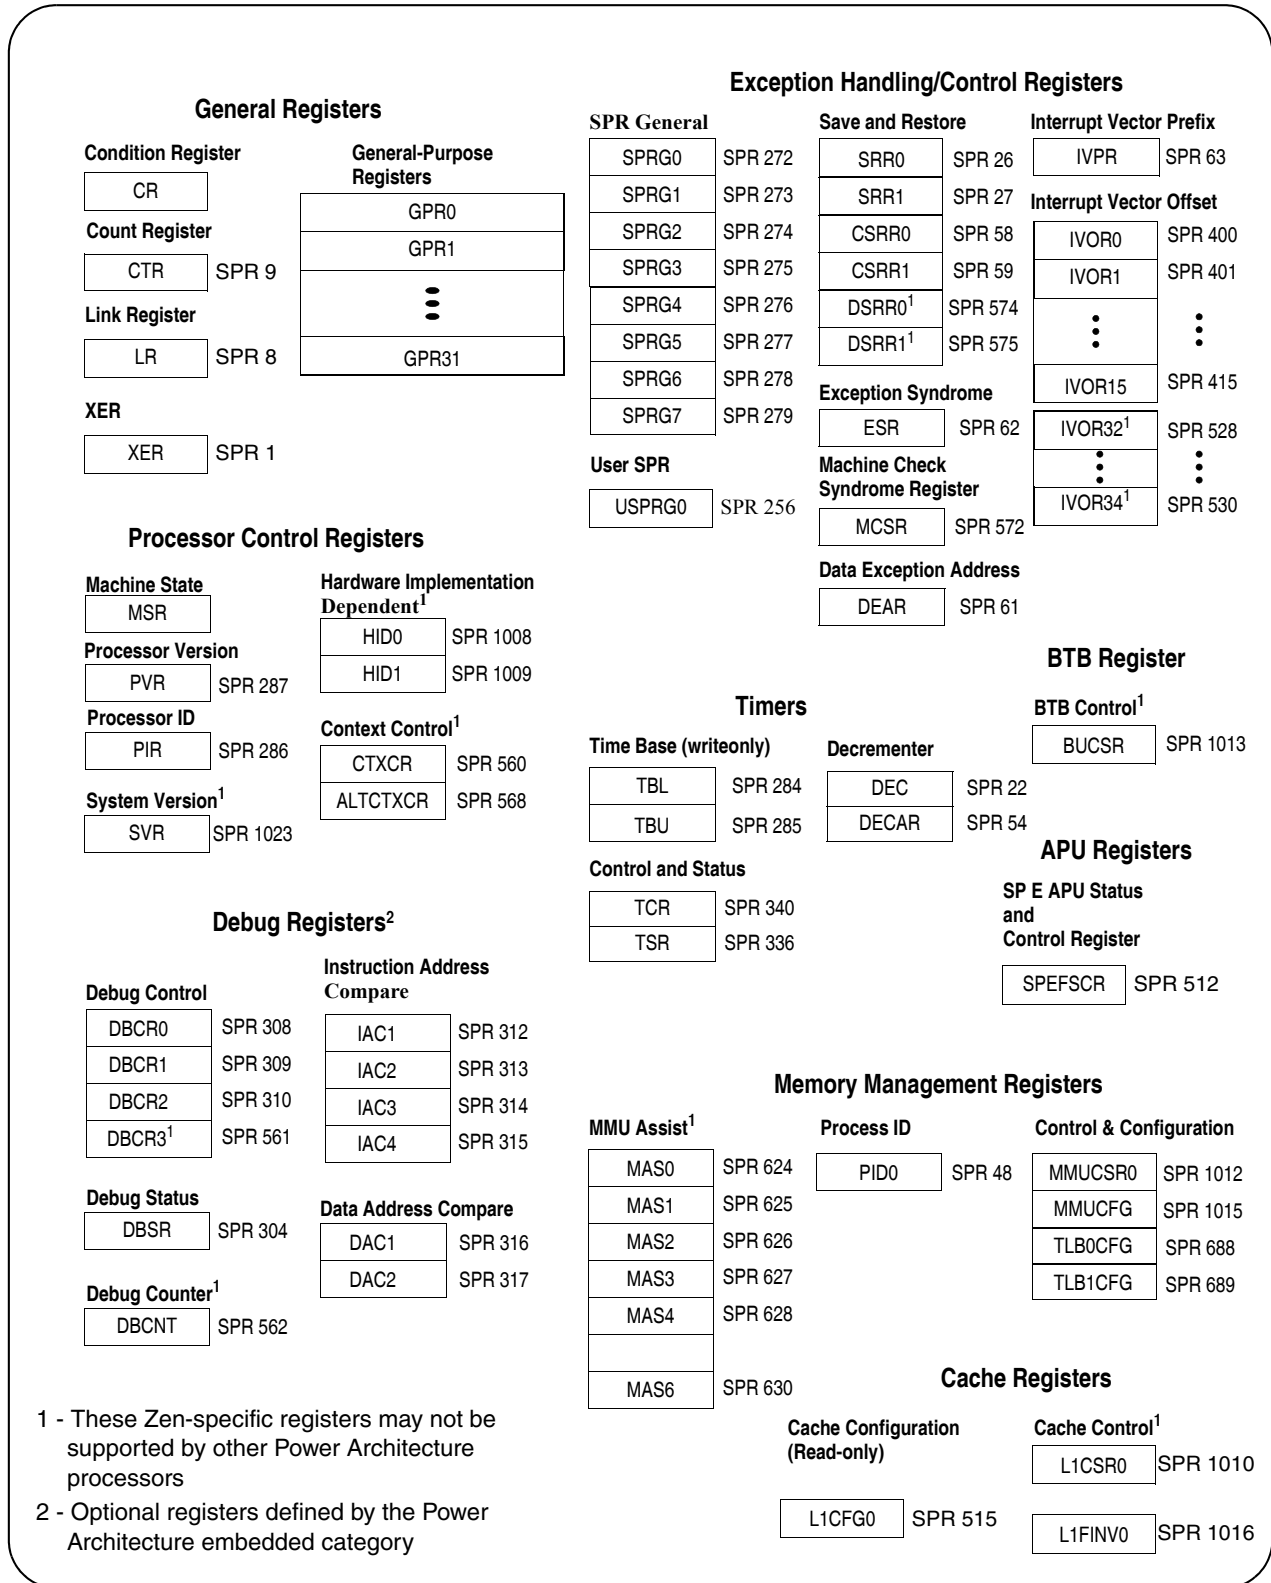 General Registers
Condition Register
CR
Count Register
CTR SPR 9
Link Register
LR SPR 8
XER
XER SPR 1
General-Purpose
Registers
GPR0
GPR1
GPR31
Exception Handling/Control Registers
SPR General
SPRG0 SPR 272
SPRG1 SPR 273
SPRG2 SPR 274
SPRG3 SPR 275
SPRG4 SPR 276
SPRG5 SPR 277
SPRG6 SPR 278
SPRG7 SPR 279
User SPR
USPRG0 SPR 256
Save and Restore
SRR0 SPR 26
SRR1 SPR 27
CSRR0 SPR 58
CSRR1 SPR 59
DSRR0¹ SPR 574
DSRR1¹ SPR 575
Exception Syndrome
ESR SPR 62
Machine Check
Syndrome Register
MCSR SPR 572
Data Exception Address
DEAR SPR 61
Interrupt Vector Prefix
IVPR SPR 63
Interrupt Vector Offset
IVOR0 SPR 400
IVOR1 SPR 401
IVOR15 SPR 415
IVOR32¹ SPR 528
IVOR34¹ SPR 530
Processor Control Registers
Machine State
MSR
Processor Version
PVR SPR 287
Processor ID
PIR SPR 286
System Version¹
SVR SPR 1023
Hardware Implementation
Dependent¹
HID0 SPR 1008
HID1 SPR 1009
Context Control¹
CTXCR SPR 560
ALTCTXCR SPR 568
Timers
Time Base (writeonly)
TBL SPR 284
TBU SPR 285
Control and Status
TCR SPR 340
TSR SPR 336
Decrementer
DEC SPR 22
DECAR SPR 54
BTB Register
BTB Control¹
BUCSR SPR 1013
APU Registers
SP E APU Status
and
Control Register
SPEFSCR SPR 512
Debug Registers²
Debug Control
DBCR0 SPR 308
DBCR1 SPR 309
DBCR2 SPR 310
DBCR3¹ SPR 561
Debug Status
DBSR SPR 304
Debug Counter¹
DBCNT SPR 562
Instruction Address
Compare
IAC1 SPR 312
IAC2 SPR 313
IAC3 SPR 314
IAC4 SPR 315
Data Address Compare
DAC1 SPR 316
DAC2 SPR 317
Memory Management Registers
MMU Assist¹
MAS0 SPR 624
MAS1 SPR 625
MAS2 SPR 626
MAS3 SPR 627
MAS4 SPR 628
MAS6 SPR 630
Process ID
PID0 SPR 48
Control & Configuration
MMUCSR0 SPR 1012
MMUCFG SPR 1015
TLB0CFG SPR 688
TLB1CFG SPR 689
Cache Registers
Cache Configuration
(Read-only)
L1CFG0 SPR 515
Cache Control¹
L1CSR0 SPR 1010
L1FINV0 SPR 1016
1 - These Zen-specific registers may not be
supported by other Power Architecture
processors
2 - Optional registers defined by the Power
Architecture embedded category